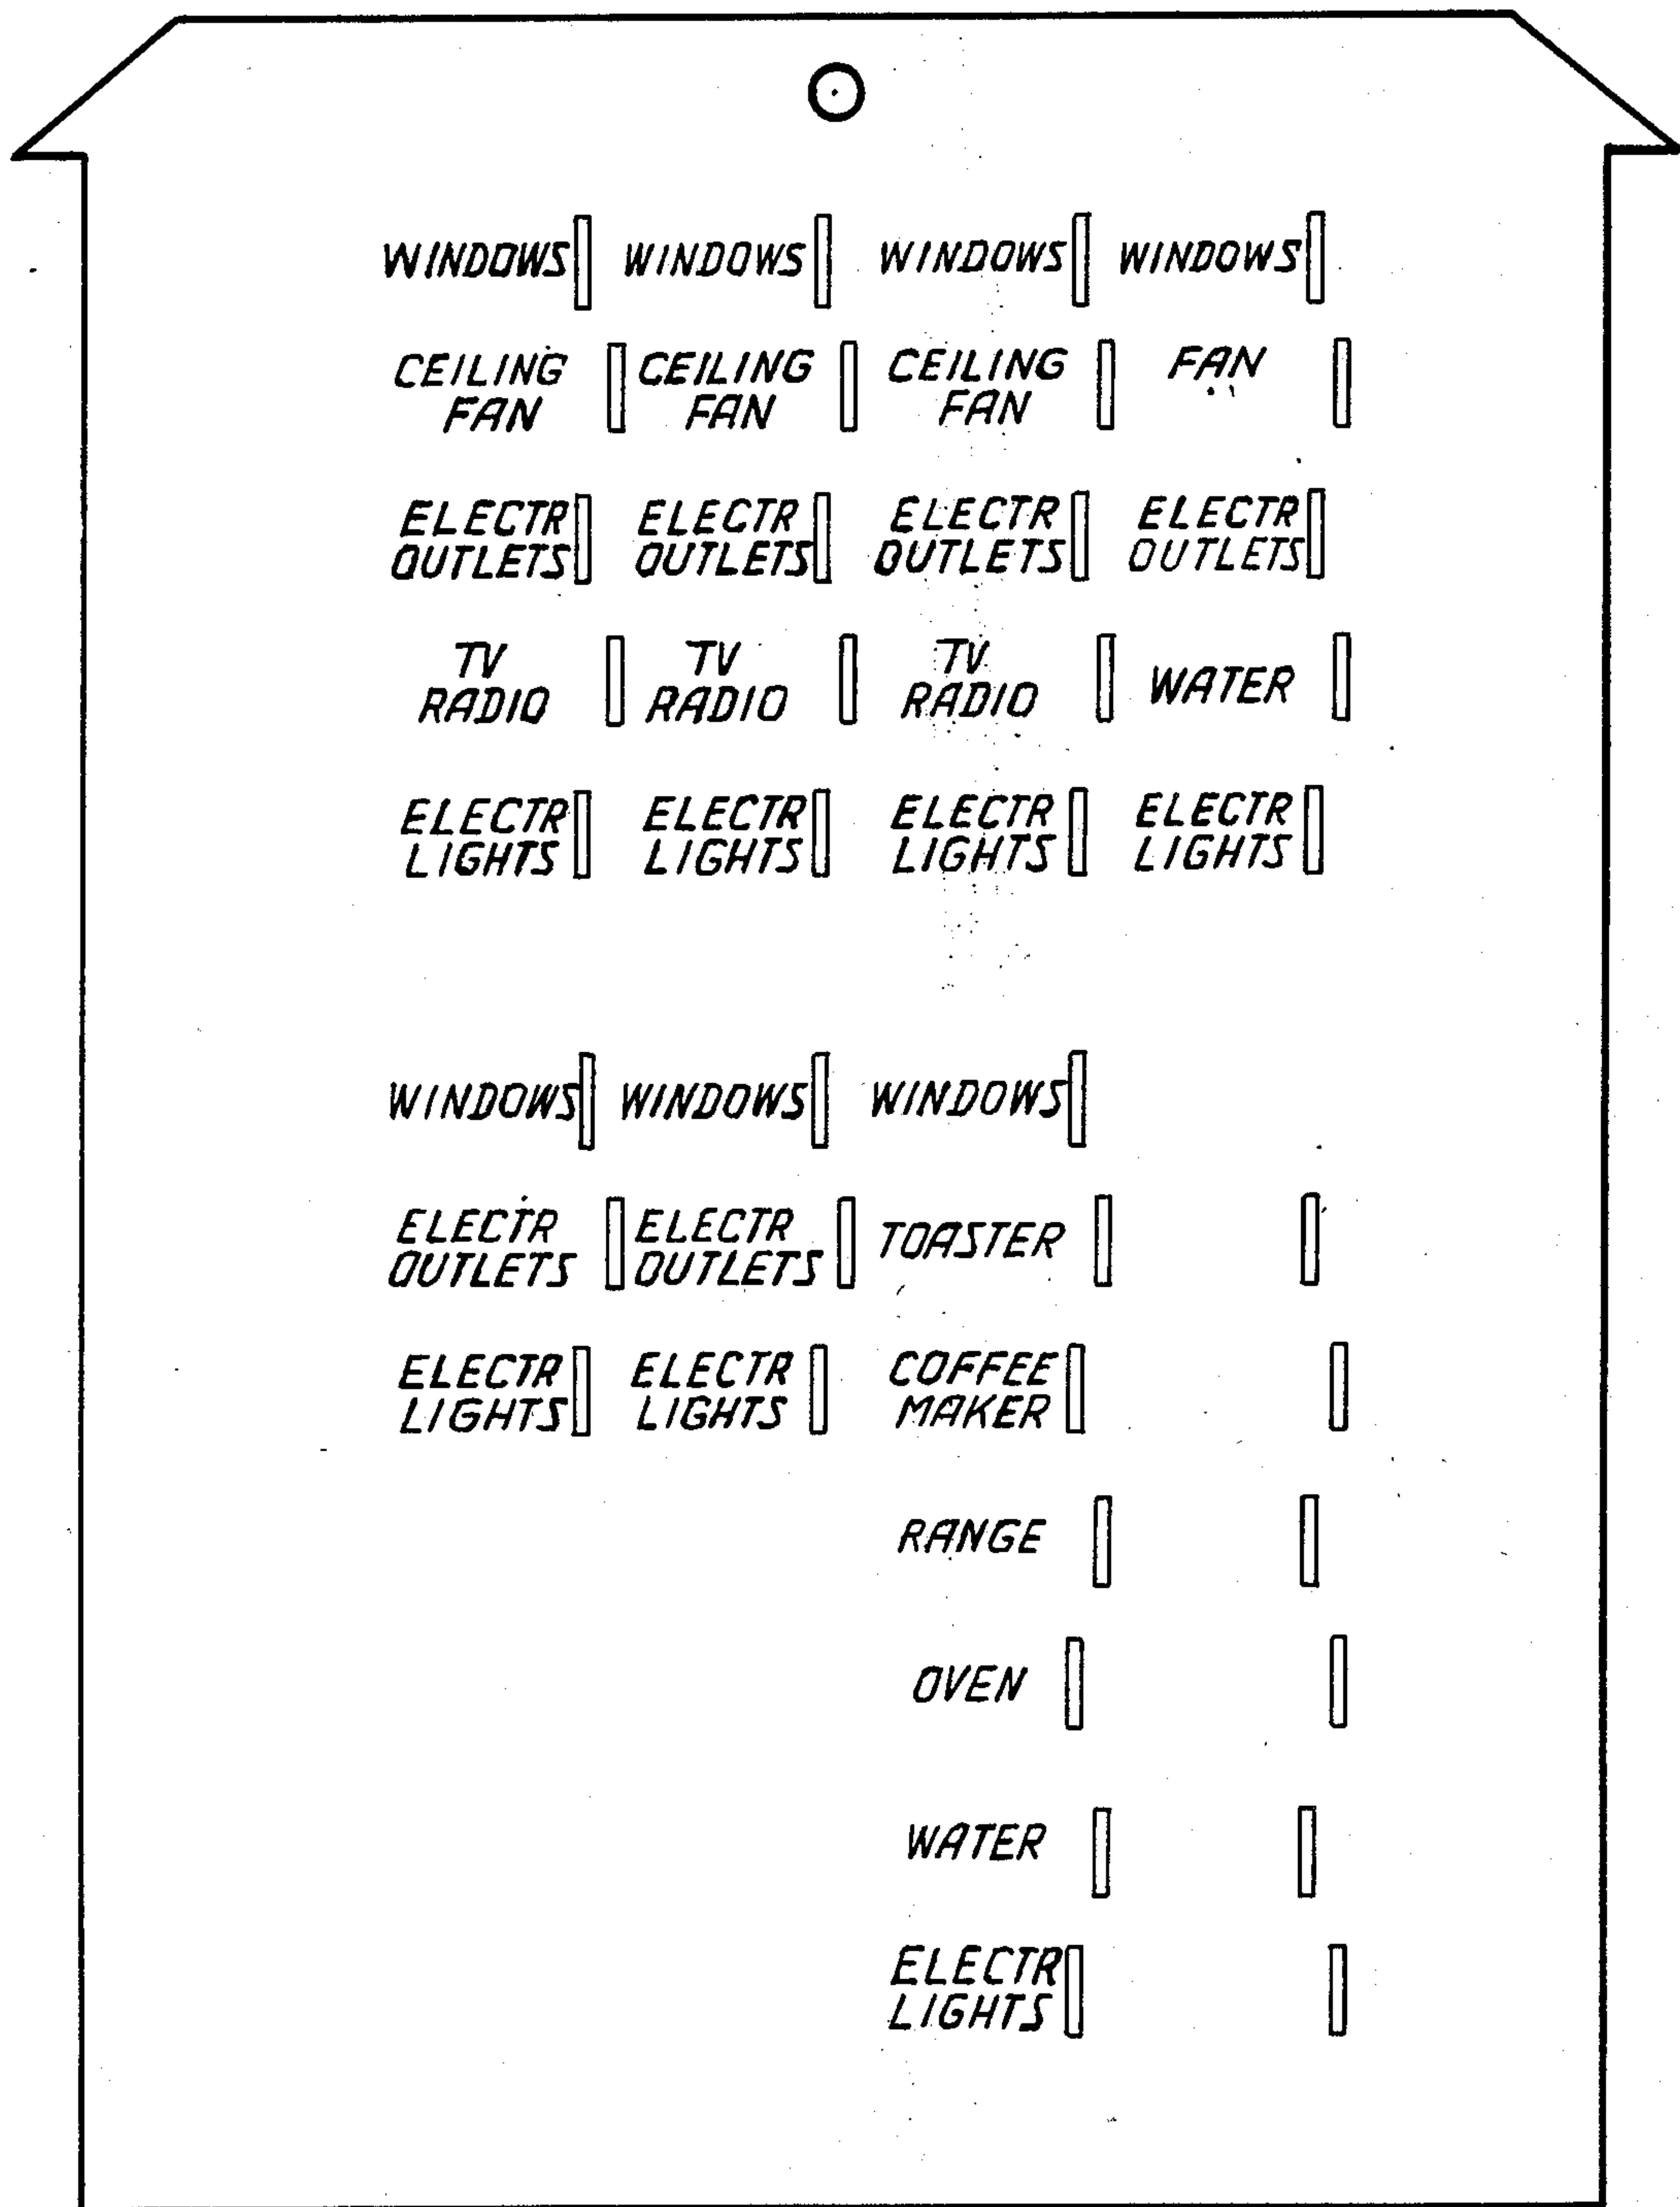 WINDOWS WINDOWS WINDOWS WINDOWS
CEILING CEILING CEILING FAN
FAN FAN FAN
ELECTR ELECTR ELECTR ELECTR
OUTLETS OUTLETS OUTLETS OUTLETS
TV TV TV
RADIO RADIO RADIO WATER
ELECTR ELECTR ELECTR ELECTR
LIGHTS LIGHTS LIGHTS LIGHTS
WINDOWS WINDOWS WINDOWS
ELECTR ELECTR TOASTER
OUTLETS OUTLETS
ELECTR ELECTR COFFEE
LIGHTS LIGHTS MAKER
RANGE
OVEN
WATER
ELECTR
LIGHTS